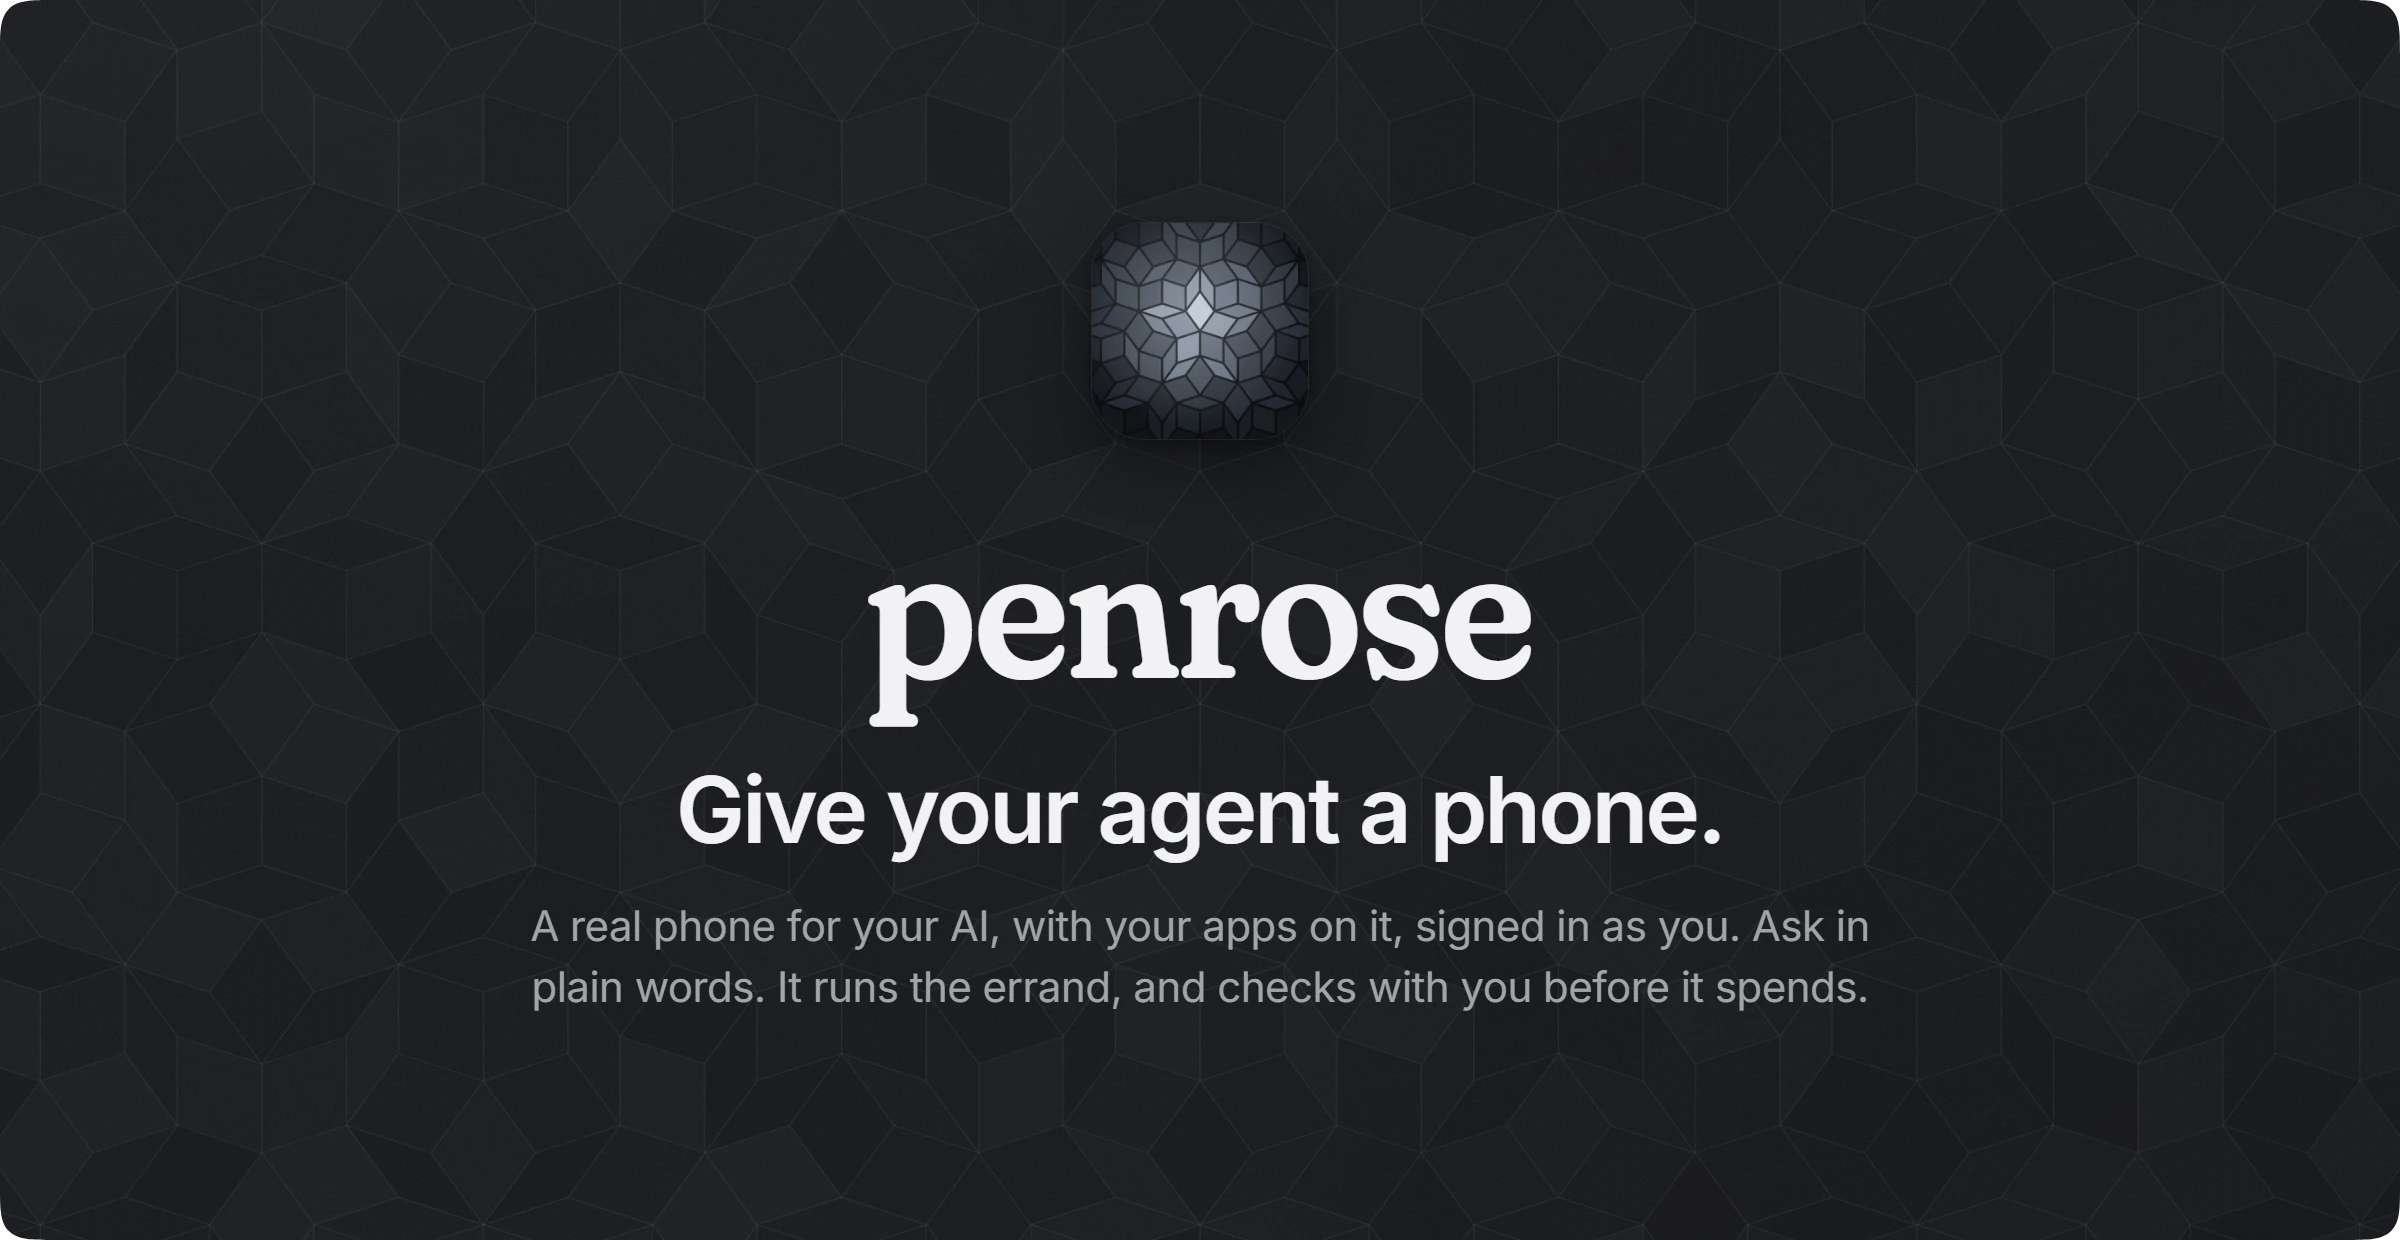 penrose
Give your agent a phone.
A real phone for your AI, with your apps on it, signed in as you. Ask in
plain words. It runs the errand, and checks with you before it spends.